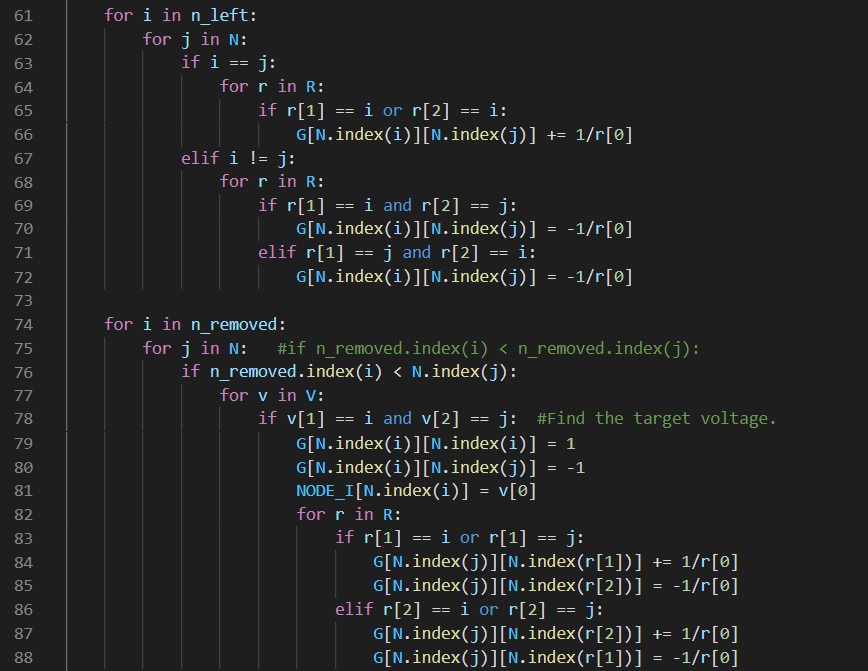 61 for i in n_left:
62 for j in N:
63 if i == j:
64 for r in R:
65 if r[1] == i or r[2] == i:
66 G[N.index(i)][N.index(j)] += 1/r[0]
67 elif i != j:
68 for r in R:
69 if r[1] == i and r[2] == j:
70 G[N.index(i)][N.index(j)] = -1/r[0]
71 elif r[1] == j and r[2] == i:
72 G[N.index(i)][N.index(j)] = -1/r[0]
73
74 for i in n_removed:
75 for j in N: #if n_removed.index(i) < n_removed.index(j):
76 if n_removed.index(i) < N.index(j):
77 for v in V:
78 if v[1] == i and v[2] == j: #Find the target voltage.
79 G[N.index(i)][N.index(i)] = 1
80 G[N.index(i)][N.index(j)] = -1
81 NODE_I[N.index(i)] = v[0]
82 for r in R:
83 if r[1] == i or r[1] == j:
84 G[N.index(j)][N.index(r[1])] += 1/r[0]
85 G[N.index(j)][N.index(r[2])] = -1/r[0]
86 elif r[2] == i or r[2] == j:
87 G[N.index(j)][N.index(r[2])] += 1/r[0]
88 G[N.index(j)][N.index(r[1])] = -1/r[0]